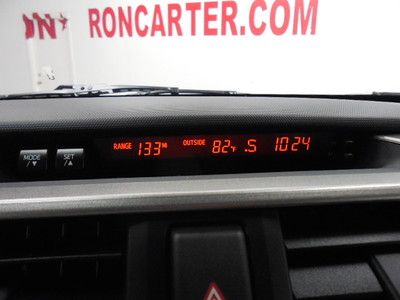 N* RONCARTER.COM
RANGE 133 MI OUTSIDE 82°F .S 10:24
MODE
/▼
SET
/▲